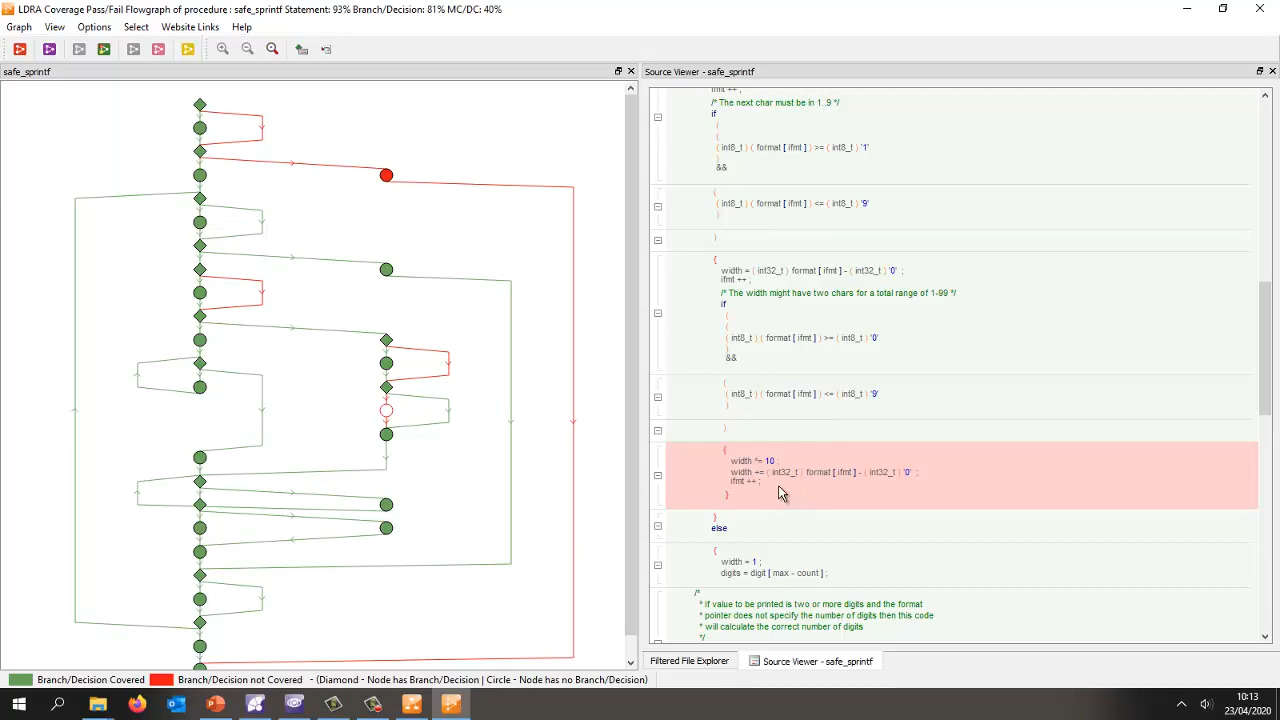 LDRA Coverage Pass/Fail Flowgraph of procedure : safe_sprintf Statement: 93% Branch/Decision: 81% MC/DC: 40%
Graph View Options Select Website Links Help
safe_sprintf
Source Viewer - safe_sprintf
ifmt ++ ;
/* The next char must be in 1..9 */
if
(
(
( int8_t ) ( format [ ifmt ] ) >= ( int8_t ) '1'
)
&&
(
( int8_t ) ( format [ ifmt ] ) <= ( int8_t ) '9'
)
)
{
width = ( int32_t ) format [ ifmt ] - ( int32_t ) '0' ;
ifmt ++ ;
/* The width might have two chars for a total range of 1-99 */
if
(
(
( int8_t ) ( format [ ifmt ] ) >= ( int8_t ) '0'
)
&&
(
( int8_t ) ( format [ ifmt ] ) <= ( int8_t ) '9'
)
)
{
width *= 10 ;
width += ( int32_t ) format [ ifmt ] - ( int32_t ) '0' ;
ifmt ++ ;
}
}
else
{
width = 1 ;
digits = digit [ max - count ] ;
/*
* if value to be printed is two or more digits and the format
* pointer does not specify the number of digits then this code
* will calculate the correct number of digits
*/
Filtered File Explorer
Source Viewer - safe_sprintf
Branch/Decision Covered Branch/Decision not Covered - (Diamond - Node has Branch/Decision | Circle - Node has no Branch/Decision)
10:13
23/04/2020